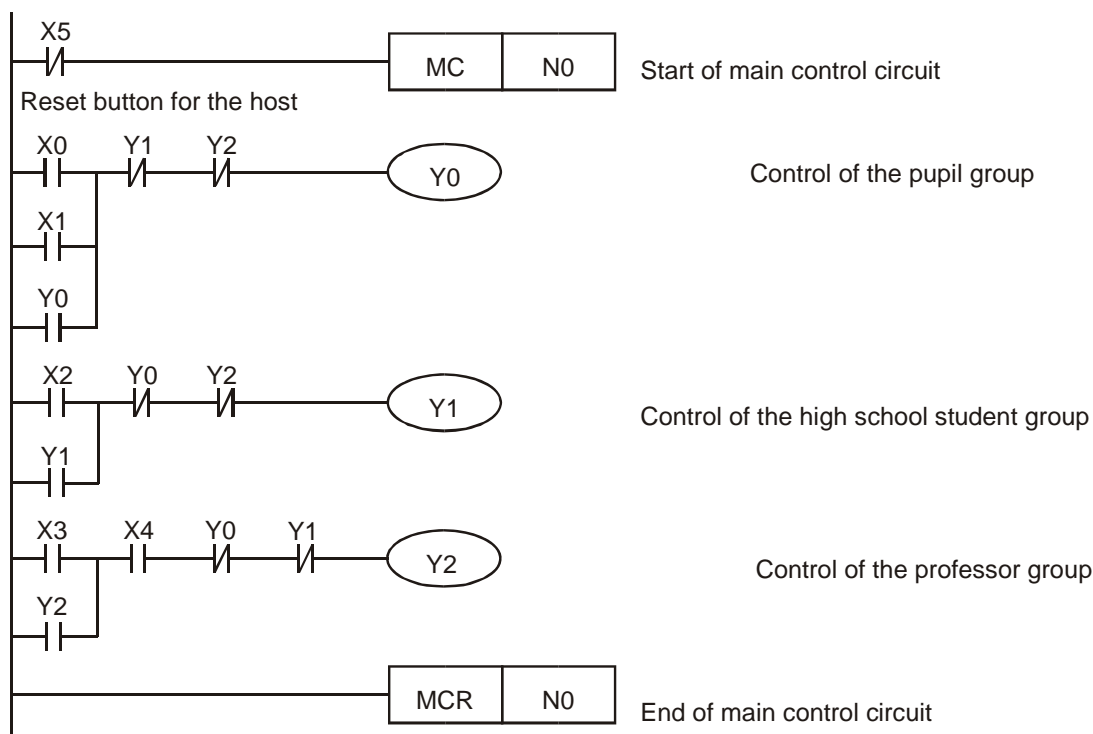 X5
MC N0 Start of main control circuit
Reset button for the host
X0 Y1 Y2
Y0 Control of the pupil group
X1
Y0
X2 Y0 Y2
Y1 Control of the high school student group
Y1
X3 X4 Y0 Y1
Y2 Control of the professor group
Y2
MCR N0 End of main control circuit